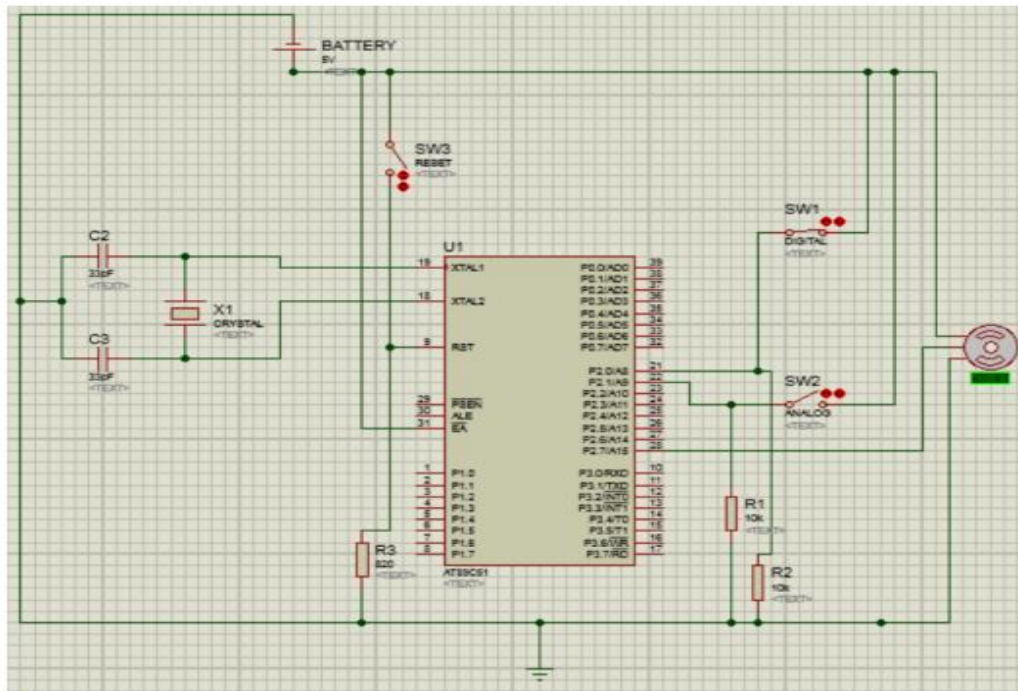 BATTERY
5V
<TEXT>
SW3
RESET
<TEXT>
C2
33pF
<TEXT>
X1
CRYSTAL
<TEXT>
C3
33pF
<TEXT>
U1
19 XTAL1
18 XTAL2
9 RST
29 PSEN
30 ALE
31 EA
1 P1.0
2 P1.1
3 P1.2
4 P1.3
5 P1.4
6 P1.5
7 P1.6
8 P1.7
P0.0/AD0 39
P0.1/AD1 38
P0.2/AD2 37
P0.3/AD3 36
P0.4/AD4 35
P0.5/AD5 34
P0.6/AD6 33
P0.7/AD7 32
P2.0/A8 21
P2.1/A9 22
P2.2/A10 23
P2.3/A11 24
P2.4/A12 25
P2.5/A13 26
P2.6/A14 27
P2.7/A15 28
P3.0/RXD 10
P3.1/TXD 11
P3.2/INT0 12
P3.3/INT1 13
P3.4/T0 14
P3.5/T1 15
P3.6/WR 16
P3.7/RD 17
AT89C51
<TEXT>
SW1
DIGITAL
<TEXT>
SW2
ANALOG
<TEXT>
R1
10k
<TEXT>
R2
10k
<TEXT>
R3
820
<TEXT>